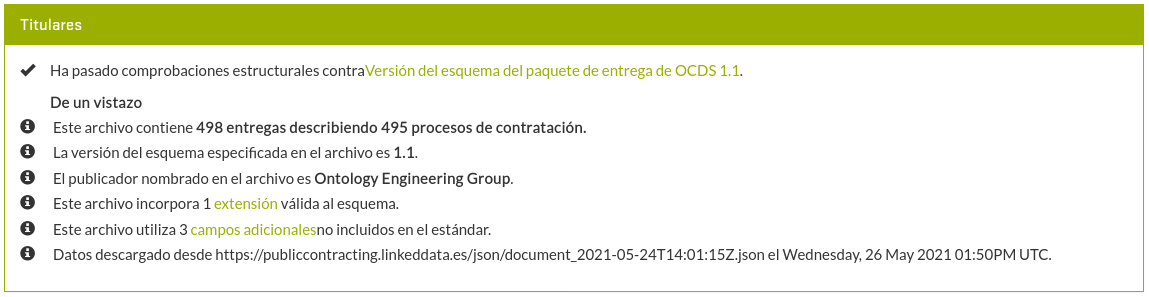 Titulares
Ha pasado comprobaciones estructurales contraVersión del esquema del paquete de entrega de OCDS 1.1.
De un vistazo
Este archivo contiene 498 entregas describiendo 495 procesos de contratación.
La versión del esquema especificada en el archivo es 1.1.
El publicador nombrado en el archivo es Ontology Engineering Group.
Este archivo incorpora 1 extensión válida al esquema.
Este archivo utiliza 3 campos adicionalesno incluidos en el estándar.
Datos descargado desde https://publiccontracting.linkeddata.es/json/document_2021-05-24T14:01:15Z.json el Wednesday, 26 May 2021 01:50PM UTC.